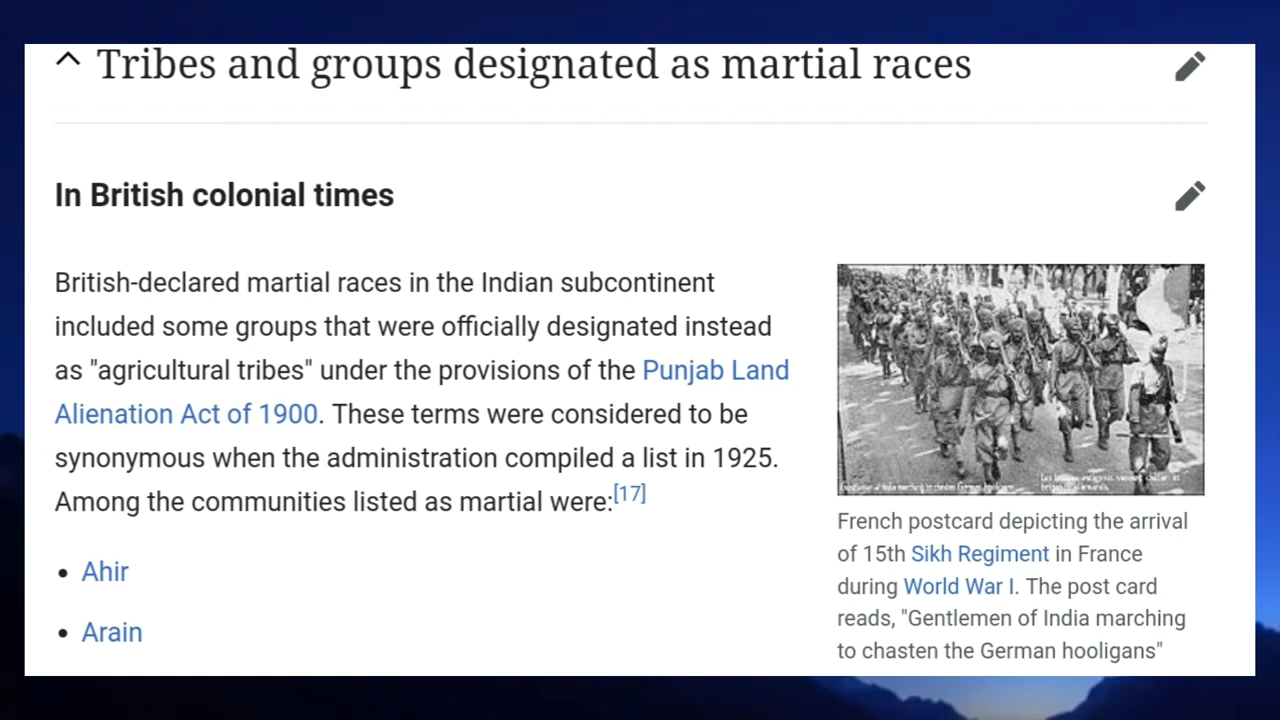 Tribes and groups designated as martial races
In British colonial times
British-declared martial races in the Indian subcontinent
included some groups that were officially designated instead
as "agricultural tribes" under the provisions of the Punjab Land
Alienation Act of 1900. These terms were considered to be
synonymous when the administration compiled a list in 1925.
Among the communities listed as martial were:[17]
• Ahir
• Arain
French postcard depicting the arrival
of 15th Sikh Regiment in France
during World War I. The post card
reads, "Gentlemen of India marching
to chasten the German hooligans"